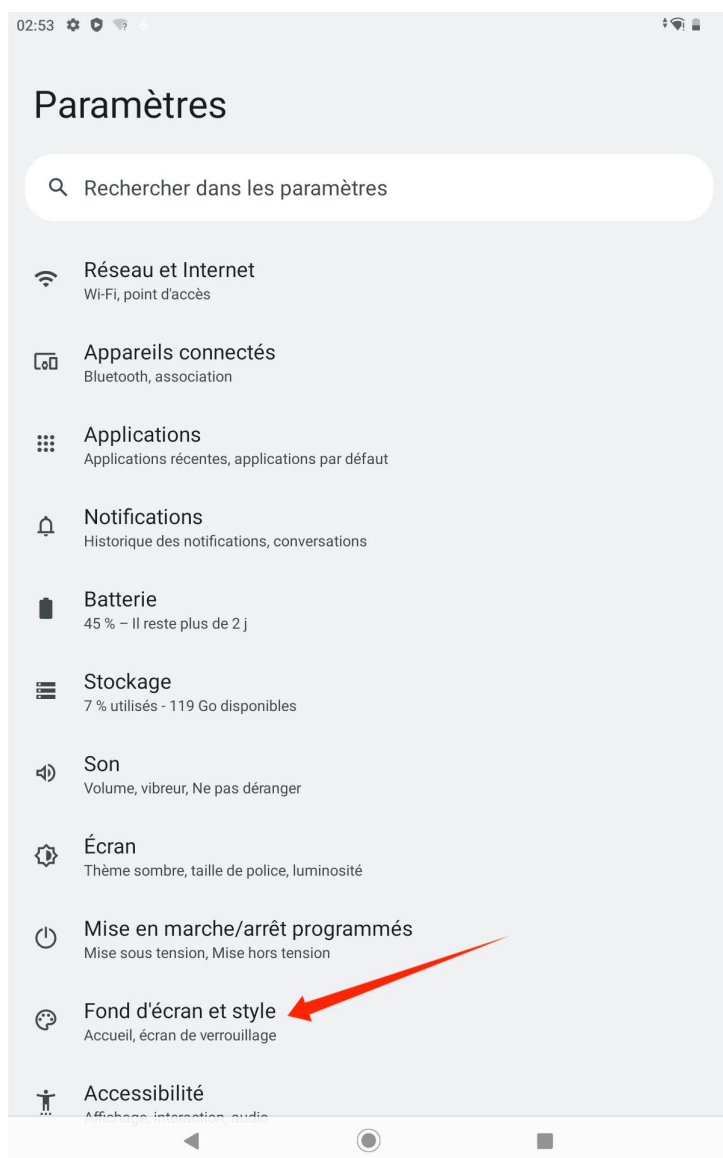 02:53
Paramètres
Rechercher dans les paramètres
Réseau et Internet
Wi-Fi, point d'accès
Appareils connectés
Bluetooth, association
Applications
Applications récentes, applications par défaut
Notifications
Historique des notifications, conversations
Batterie
45 % – Il reste plus de 2 j
Stockage
7 % utilisés - 119 Go disponibles
Son
Volume, vibreur, Ne pas déranger
Écran
Thème sombre, taille de police, luminosité
Mise en marche/arrêt programmés
Mise sous tension, Mise hors tension
Fond d'écran et style
Accueil, écran de verrouillage
Accessibilité
Affichage, interaction, audio